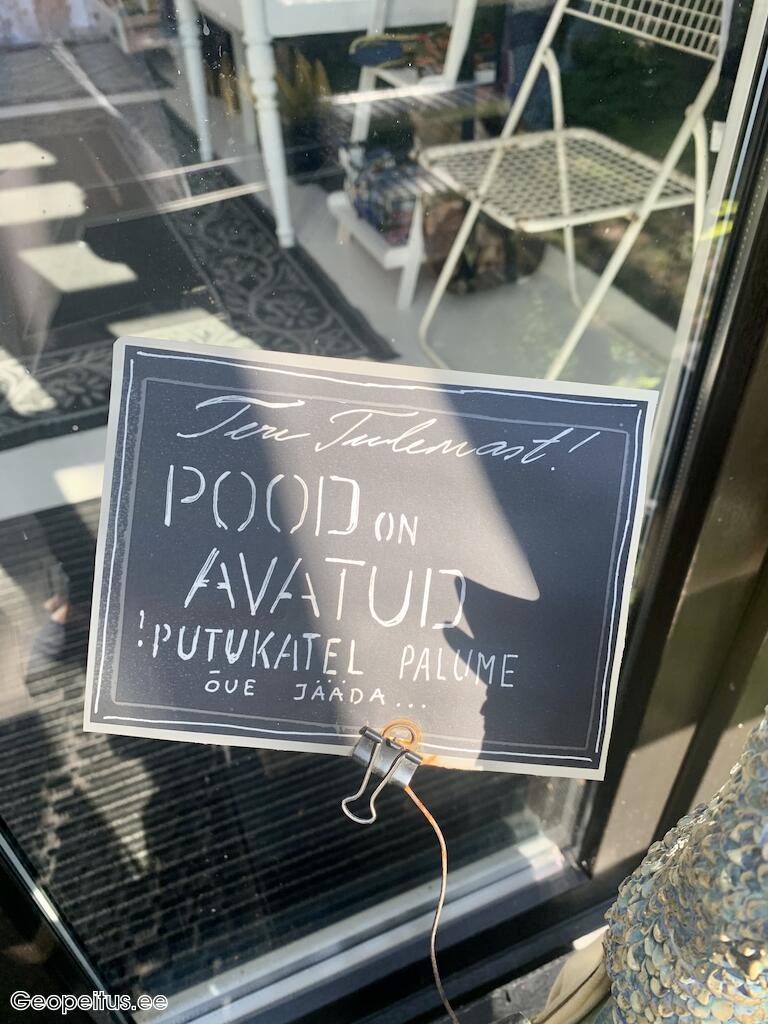 Tere Tulemast!
POOD ON
AVATUD
!PUTUKATEL PALUME
ÕUE JÄÄDA...
Geopeitus.ee